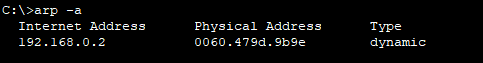 C:\>arp -a
  Internet Address      Physical Address      Type
  192.168.0.2           0060.479d.9b9e        dynamic